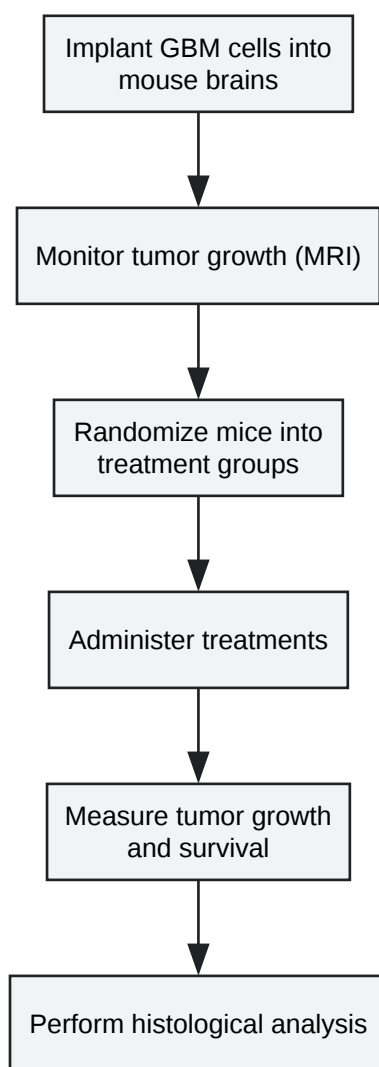 Implant GBM cells into
mouse brains
Monitor tumor growth (MRI)
Randomize mice into
treatment groups
Administer treatments
Measure tumor growth
and survival
Perform histological analysis